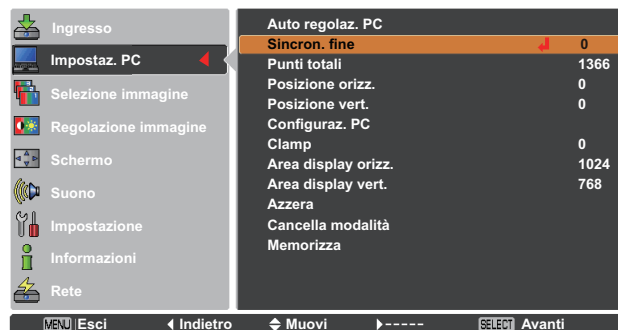 Ingresso
Impostaz. PC
Selezione immagine
Regolazione immagine
Schermo
Suono
Impostazione
Informazioni
Rete
Auto regolaz. PC
Sincron. fine 0
Punti totali 1366
Posizione orizz. 0
Posizione vert. 0
Configuraz. PC
Clamp 0
Area display orizz. 1024
Area display vert. 768
Azzera
Cancella modalità
Memorizza
MENU Esci Indietro Muovi ----- SELECT Avanti